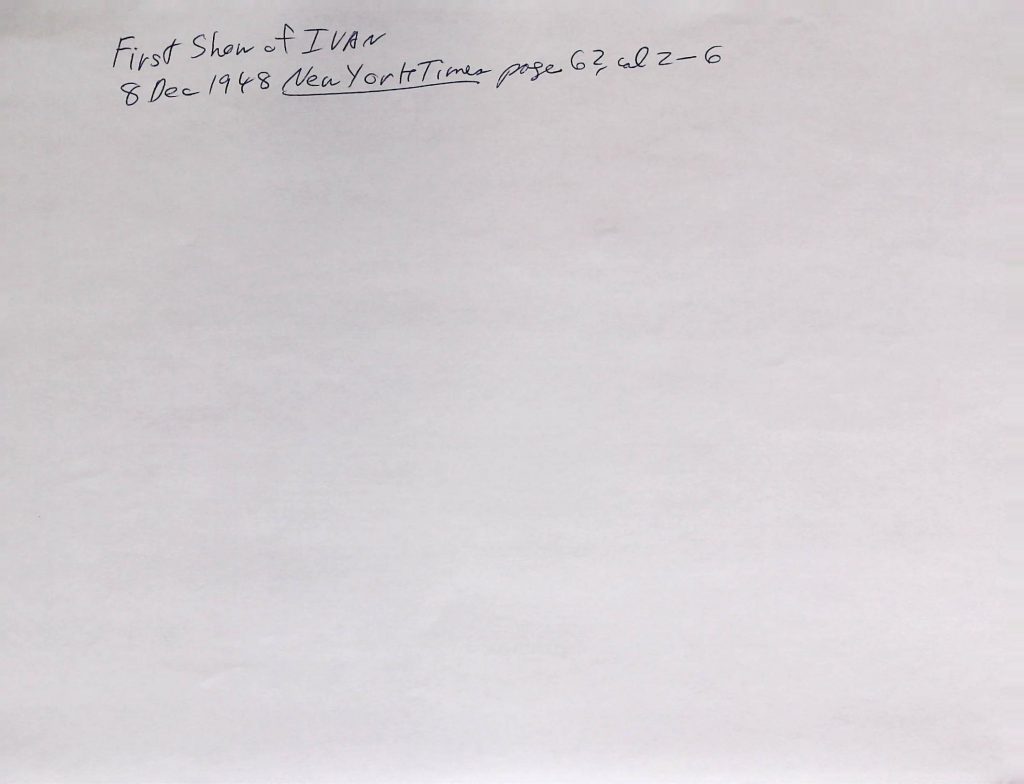 First Show of IVAN
8 Dec 1948 New York Times page 62, col 2-6